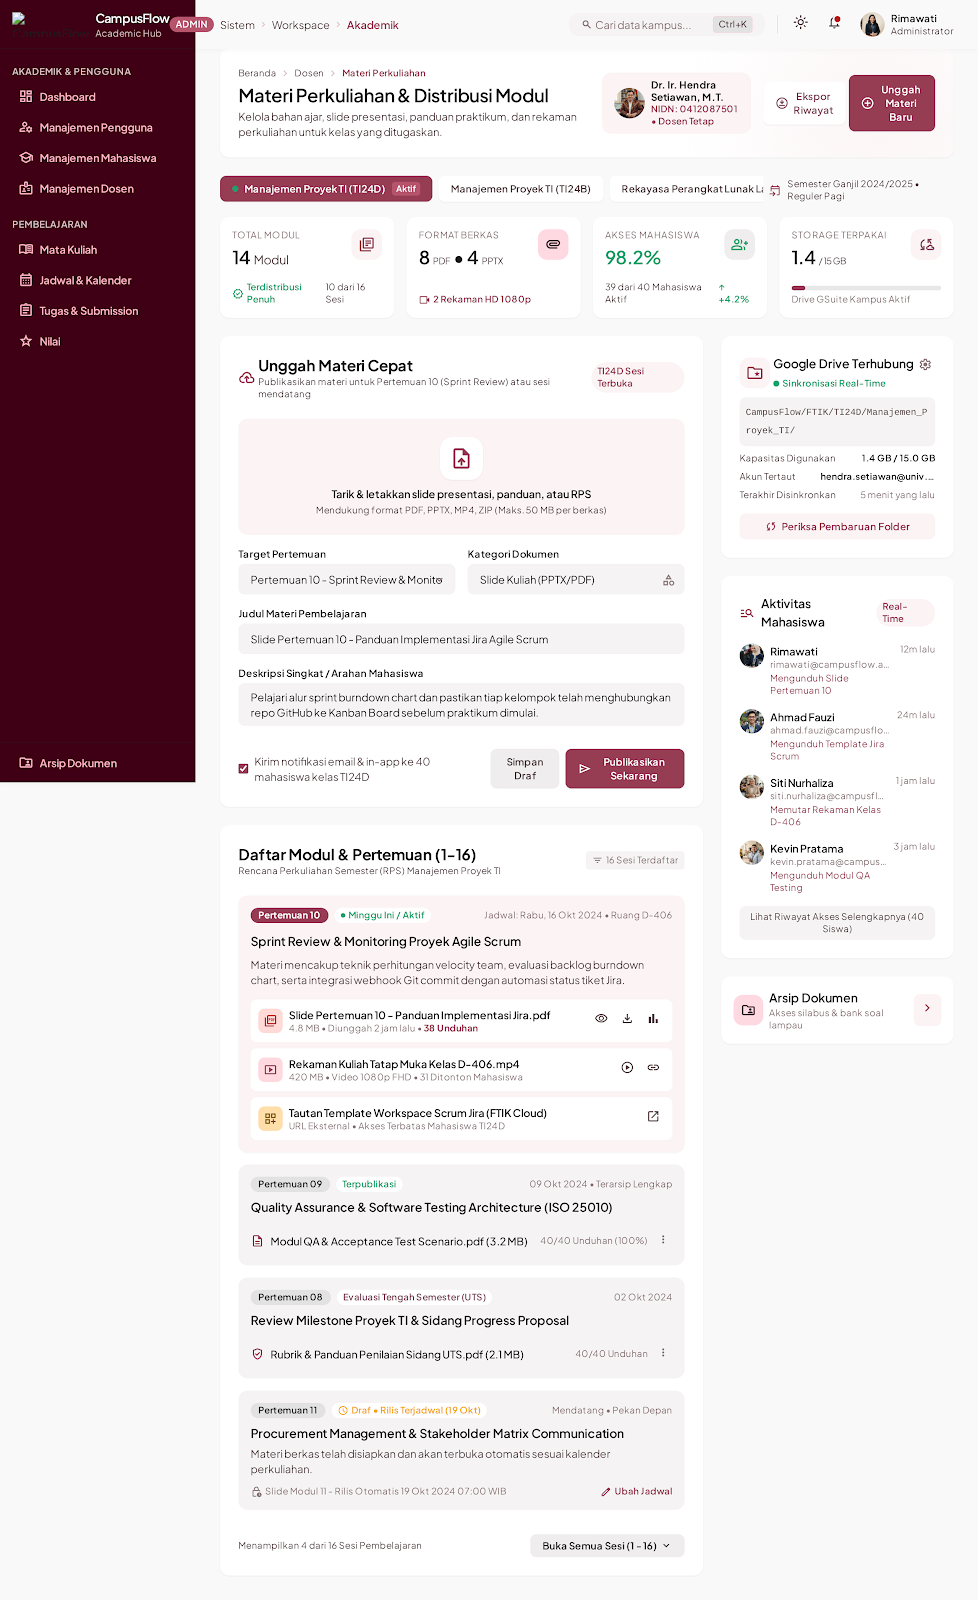 CampusFlow
Academic Hub
ADMIN
Sistem > Workspace > Akademik
Cari data kampus...
Ctrl+K
Rimawati
Administrator
AKADEMIK & PENGGUNA
Dashboard
Manajemen Pengguna
Manajemen Mahasiswa
Manajemen Dosen
PEMBELAJARAN
Mata Kuliah
Jadwal & Kalender
Tugas & Submission
Nilai
Arsip Dokumen
Beranda > Dosen > Materi Perkuliahan
Materi Perkuliahan & Distribusi Modul
Kelola bahan ajar, slide presentasi, panduan praktikum, dan rekaman
perkuliahan untuk kelas yang ditugaskan.
Dr. Ir. Hendra
Setiawan, M.T.
NIDN: 0412087501
• Dosen Tetap
Ekspor
Riwayat
Unggah
Materi
Baru
Manajemen Proyek TI (TI24D) Aktif
Manajemen Proyek TI (TI24B)
Rekayasa Perangkat Lunak La
Semester Ganjil 2024/2025 •
Reguler Pagi
TOTAL MODUL
14 Modul
Terdistribusi
Penuh
10 dari 16
Sesi
FORMAT BERKAS
8 PDF • 4 PPTX
2 Rekaman HD 1080p
AKSES MAHASISWA
98.2%
39 dari 40 Mahasiswa
Aktif
↑
+4.2%
STORAGE TERPAKAI
1.4 / 15 GB
Drive GSuite Kampus Aktif
Unggah Materi Cepat
Publikasikan materi untuk Pertemuan 10 (Sprint Review) atau sesi
mendatang
TI24D Sesi
Terbuka
Tarik & letakkan slide presentasi, panduan, atau RPS
Mendukung format PDF, PPTX, MP4, ZIP (Maks. 50 MB per berkas)
Target Pertemuan
Pertemuan 10 - Sprint Review & Monito
Kategori Dokumen
Slide Kuliah (PPTX/PDF)
Judul Materi Pembelajaran
Slide Pertemuan 10 - Panduan Implementasi Jira Agile Scrum
Deskripsi Singkat / Arahan Mahasiswa
Pelajari alur sprint burndown chart dan pastikan tiap kelompok telah menghubungkan
repo GitHub ke Kanban Board sebelum praktikum dimulai.
Kirim notifikasi email & in-app ke 40
mahasiswa kelas TI24D
Simpan
Draf
Publikasikan
Sekarang
Daftar Modul & Pertemuan (1-16)
Rencana Perkuliahan Semester (RPS) Manajemen Proyek TI
16 Sesi Terdaftar
Pertemuan 10
• Minggu Ini / Aktif
Jadwal: Rabu, 16 Okt 2024 • Ruang D-406
Sprint Review & Monitoring Proyek Agile Scrum
Materi mencakup teknik perhitungan velocity team, evaluasi backlog burndown
chart, serta integrasi webhook Git commit dengan automasi status tiket Jira.
Slide Pertemuan 10 - Panduan Implementasi Jira.pdf
4.8 MB • Diunggah 2 jam lalu • 38 Unduhan
Rekaman Kuliah Tatap Muka Kelas D-406.mp4
420 MB • Video 1080p FHD • 31 Ditonton Mahasiswa
Tautan Template Workspace Scrum Jira (FTIK Cloud)
URL Eksternal • Akses Terbatas Mahasiswa TI24D
Pertemuan 09
Terpublikasi
09 Okt 2024 • Terarsip Lengkap
Quality Assurance & Software Testing Architecture (ISO 25010)
Modul QA & Acceptance Test Scenario.pdf (3.2 MB)
40/40 Unduhan (100%)
Pertemuan 08
Evaluasi Tengah Semester (UTS)
02 Okt 2024
Review Milestone Proyek TI & Sidang Progress Proposal
Rubrik & Panduan Penilaian Sidang UTS.pdf (2.1 MB)
40/40 Unduhan
Pertemuan 11
Draf • Rilis Terjadwal (19 Okt)
Mendatang • Pekan Depan
Procurement Management & Stakeholder Matrix Communication
Materi berkas telah disiapkan dan akan terbuka otomatis sesuai kalender
perkuliahan.
Slide Modul 11 - Rilis Otomatis 19 Okt 2024 07:00 WIB
Ubah Jadwal
Menampilkan 4 dari 16 Sesi Pembelajaran
Buka Semua Sesi (1 - 16)
Google Drive Terhubung
• Sinkronisasi Real-Time
CampusFlow/FTIK/TI24D/Manajemen_P
royek_TI/
Kapasitas Digunakan 1.4 GB / 15.0 GB
Akun Tertaut hendra.setiawan@univ....
Terakhir Disinkronkan 5 menit yang lalu
Periksa Pembaruan Folder
Aktivitas
Mahasiswa
Real-
Time
Rimawati
12m lalu
rimawati@campusflow.a...
Mengunduh Slide
Pertemuan 10
Ahmad Fauzi
24m lalu
ahmad.fauzi@campusflo...
Mengunduh Template Jira
Scrum
Siti Nurhaliza
1 jam lalu
siti.nurhaliza@campusfl...
Memutar Rekaman Kelas
D-406
Kevin Pratama
3 jam lalu
kevin.pratama@campus...
Mengunduh Modul QA
Testing
Lihat Riwayat Akses Selengkapnya (40
Siswa)
Arsip Dokumen
Akses silabus & bank soal
lampau